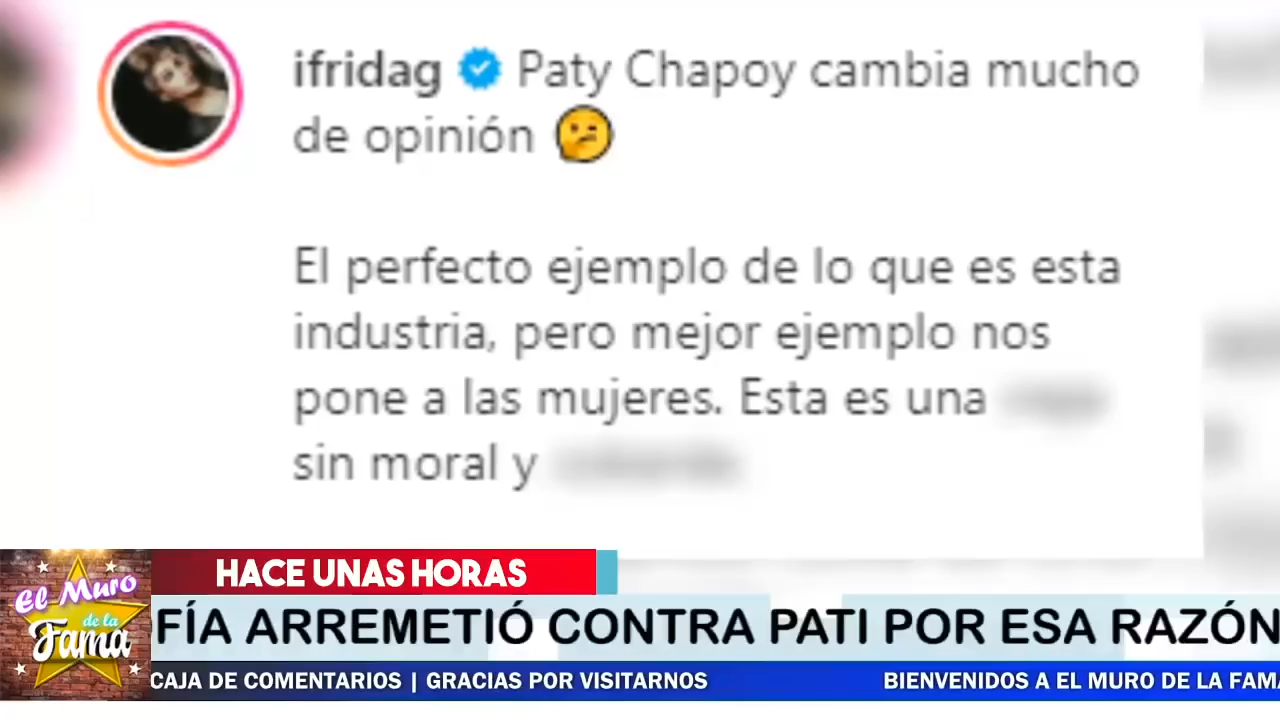 ifridag Paty Chapoy cambia mucho
de opinión
El perfecto ejemplo de lo que es esta
industria, pero mejor ejemplo nos
pone a las mujeres. Esta es una
sin moral y
HACE UNAS HORAS
El Muro
de la
Fama
FÍA ARREMETIÓ CONTRA PATI POR ESA RAZÓN
CAJA DE COMENTARIOS | GRACIAS POR VISITARNOS BIENVENIDOS A EL MURO DE LA FAMA